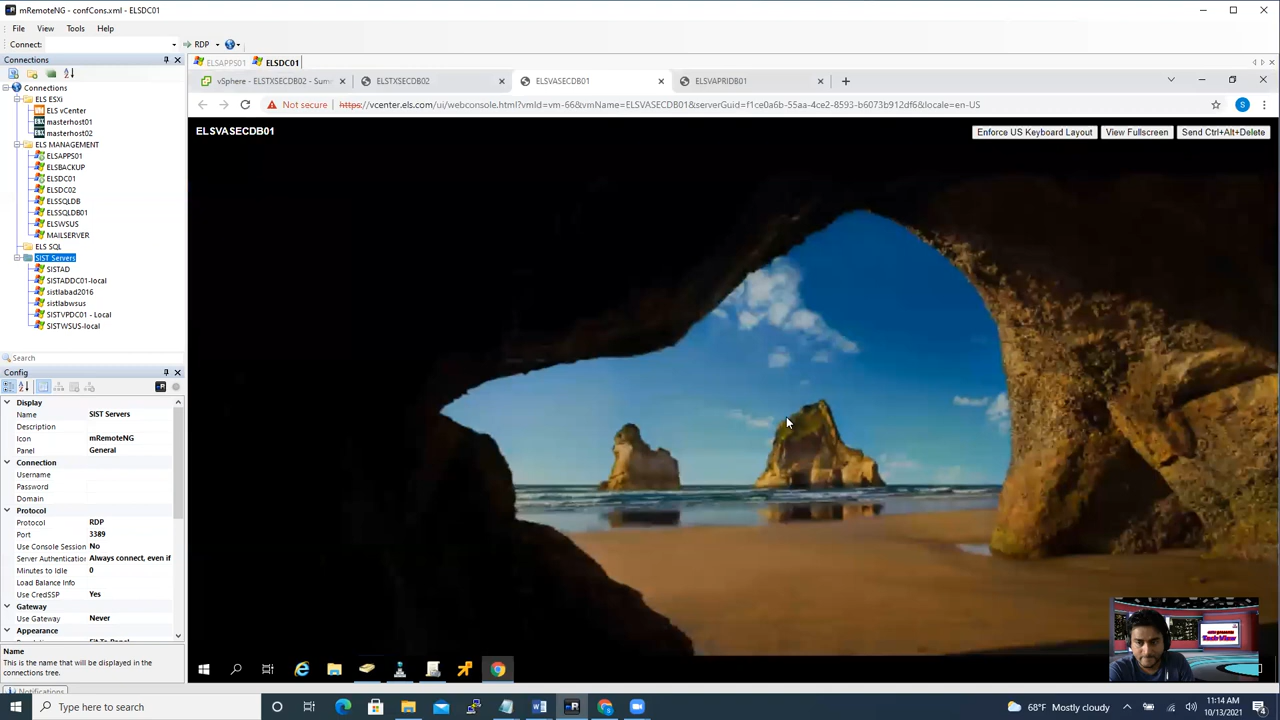 mRemoteNG - confCons.xml - ELSDC01
File View Tools Help
Connect: RDP
Connections
ELSAPPS01 ELSDC01
vSphere - ELSTXSECDB02 - Sum ELSTXSECDB02 ELSVASECDB01 ELSVAPRIDB01
Not secure https://vcenter.els.com/ui/webconsole.html?vmId=vm-66&vmName=ELSVASECDB01
&locale=en-US
ELSVASECDB01
Enforce US Keyboard Layout View Fullscreen Send Ctrl+Alt+Delete
Connections
ELS ESXi
ELS vCenter
masterhost01
masterhost02
ELS MANAGEMENT
ELSAPPS01
ELSBACKUP
ELSDC01
ELSDC02
ELSSQLDB
ELSSQLDB01
ELSWSUS
MAILSERVER
ELS SQL
SIST Servers
SISTAD
SISTADDC01-local
sistlabad2016
sistlabwsus
SISTVPDC01 - Local
SISTWSUS-local
Search
Config
Display
Name SIST Servers
Description
Icon mRemoteNG
Panel General
Connection
Username
Password
Domain
Protocol
Protocol RDP
Port 3389
Use Console Session No
Server Authentication Always connect, even if
Minutes to Idle 0
Load Balance Info
Use CredSSP Yes
Gateway
Use Gateway Never
Appearance
Name
This is the name that will be displayed in the
connections tree.
Notifications
Type here to search
68°F Mostly cloudy
11:14 AM
10/13/2021